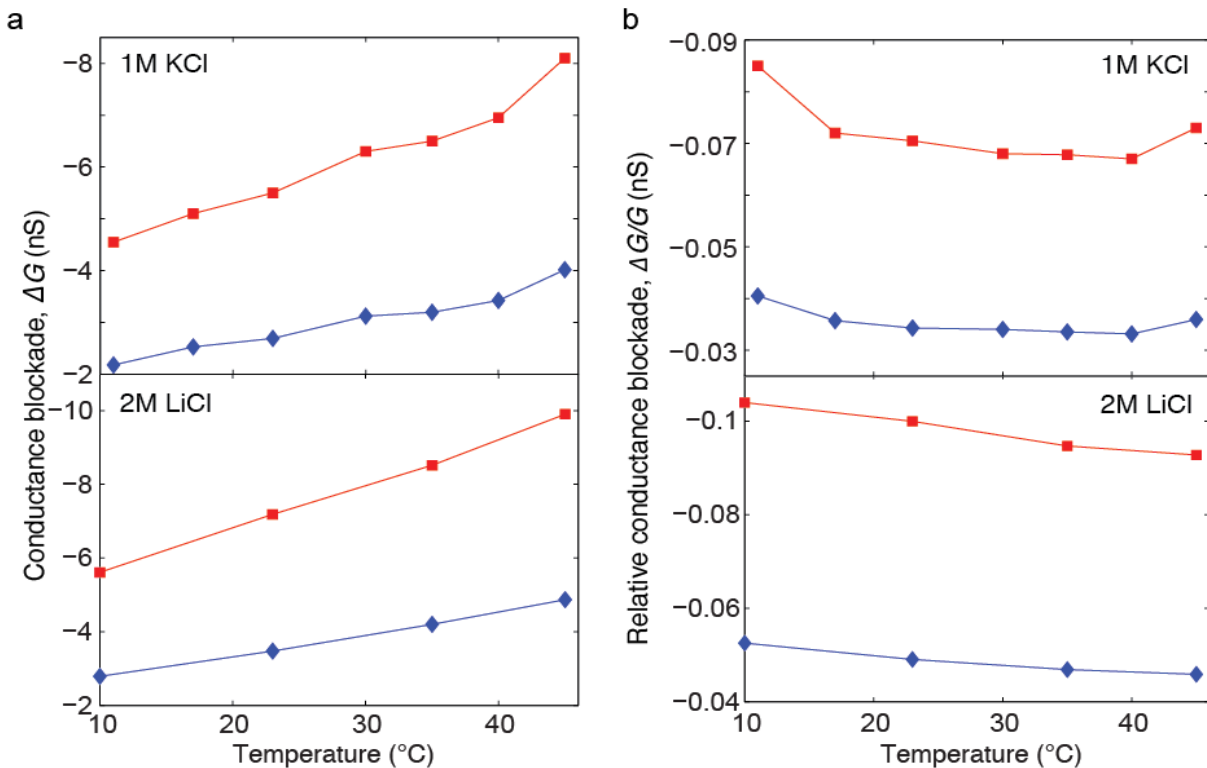 a
Conductance blockade, ΔG (nS)
1M KCl
−8
−6
−4
−2
2M LiCl
−10
−8
−6
−4
−2
10 20 30 40
Temperature (°C)
b
Relative conductance blockade, ΔG/G (nS)
−0.09
1M KCl
−0.07
−0.05
−0.03
2M LiCl
−0.1
−0.08
−0.06
−0.04
10 20 30 40
Temperature (°C)